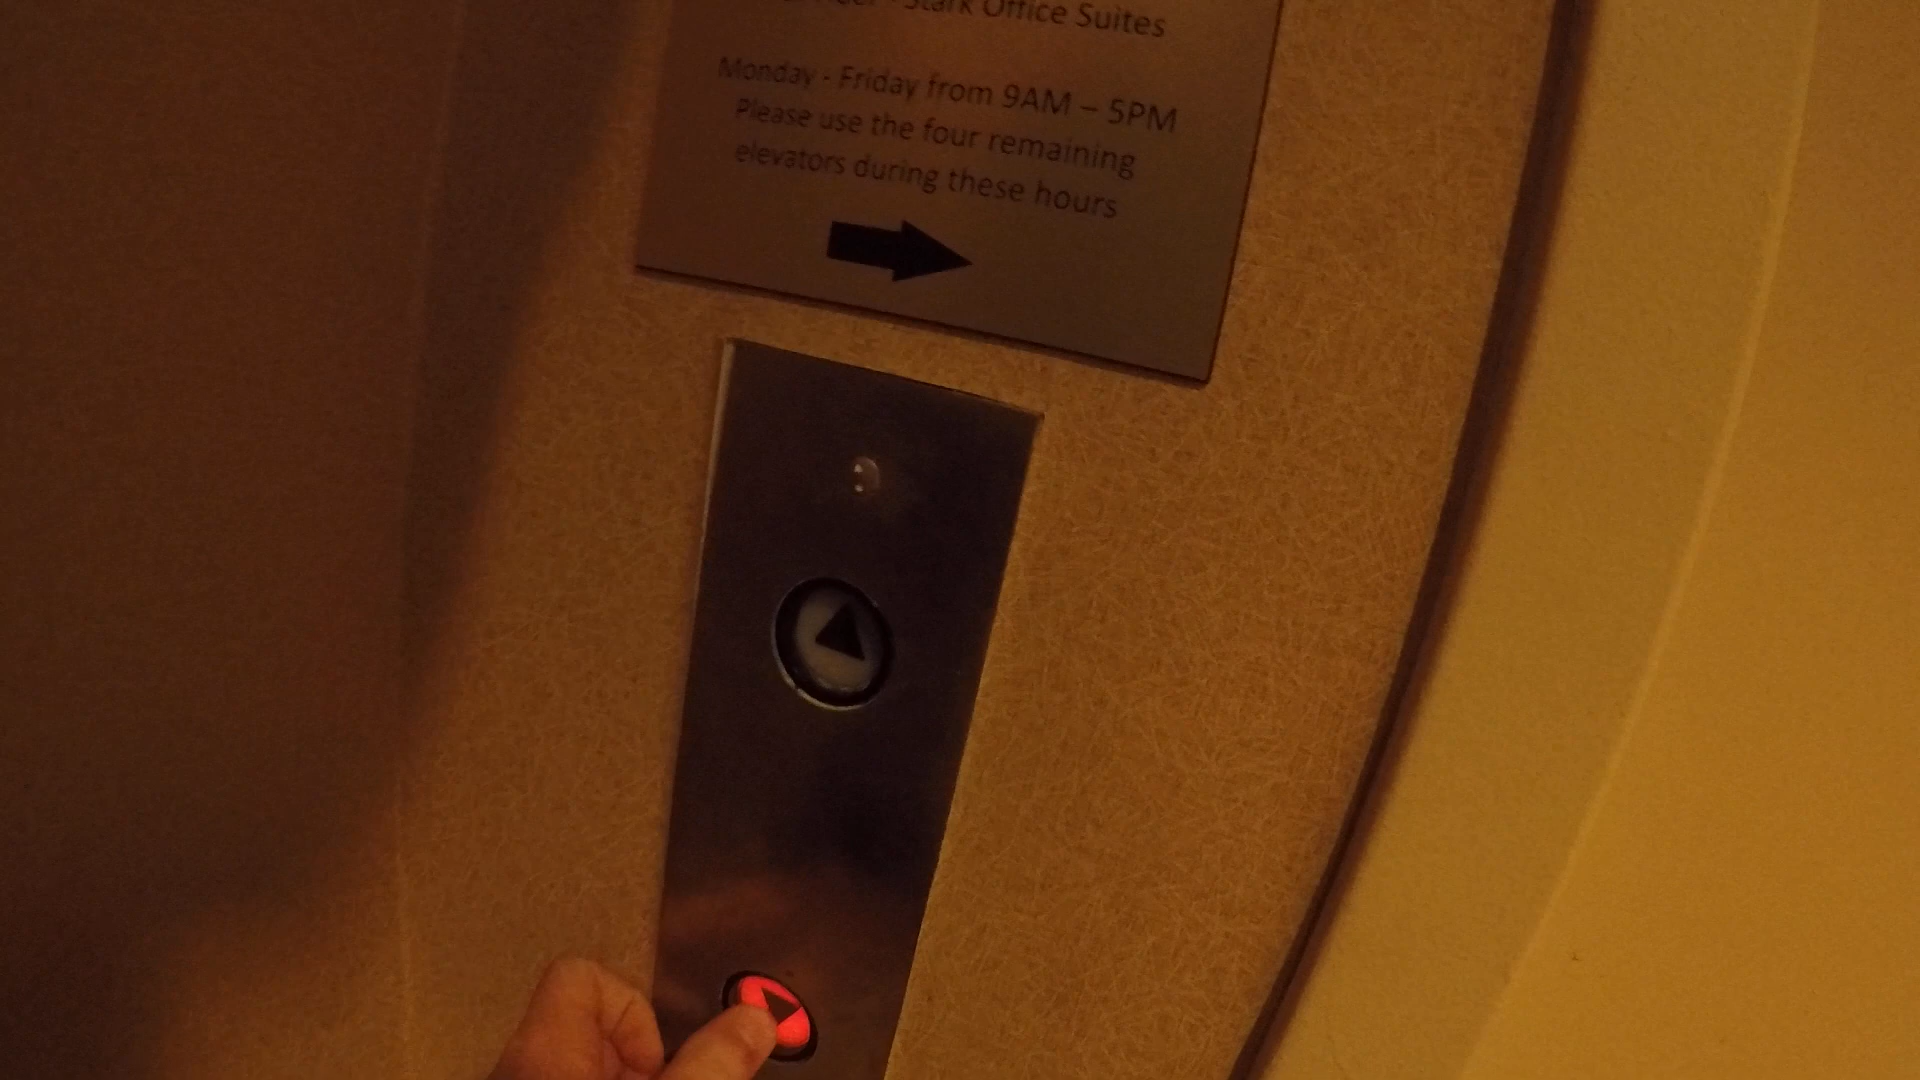 - Stark Office Suites
Monday - Friday from 9AM – 5PM
Please use the four remaining
elevators during these hours